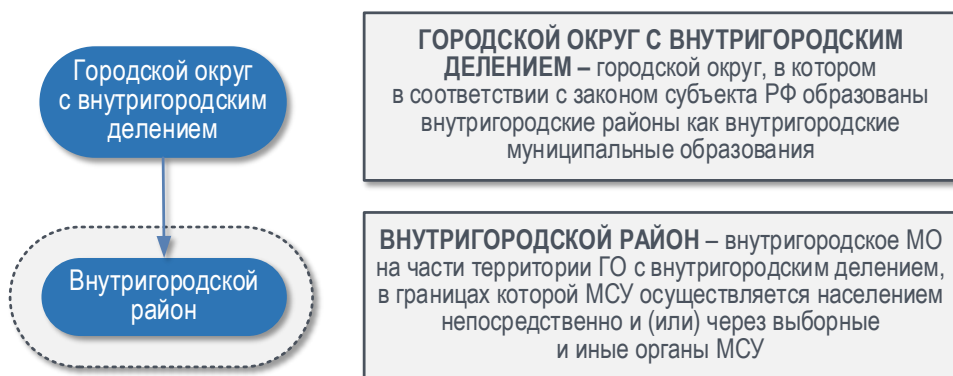 Городской округ
с внутригородским
делением
ГОРОДСКОЙ ОКРУГ С ВНУТРИГОРОДСКИМ
ДЕЛЕНИЕМ – городской округ, в котором
в соответствии с законом субъекта РФ образованы
внутригородские районы как внутригородские
муниципальные образования
Внутригородской
район
ВНУТРИГОРОДСКОЙ РАЙОН – внутригородское МО
на части территории ГО с внутригородским делением,
в границах которой МСУ осуществляется населением
непосредственно и (или) через выборные
и иные органы МСУ